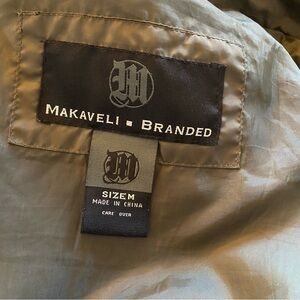 M
MAKAVELI ▪ BRANDED
M
SIZE M
MADE IN CHINA
CARE OVER